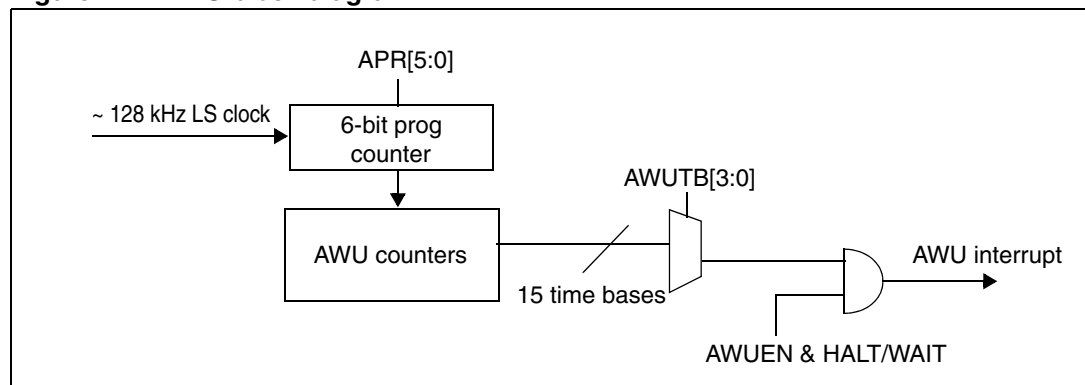 APR[5:0]
~ 128 kHz LS clock
6-bit prog
counter
AWUTB[3:0]
AWU counters
AWU interrupt
15 time bases
AWUEN & HALT/WAIT